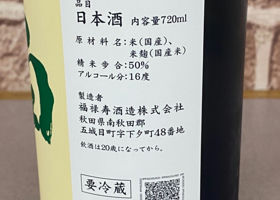 品目
日本酒 内容量720ml
原材料名：米(国産)、
米麹(国産米)
精米歩合：50%
アルコール分：16度
製造者
福禄寿酒造株式会社
秋田県南秋田郡
五城目町字下タ町48番地
飲酒は20歳になってから。
要冷蔵